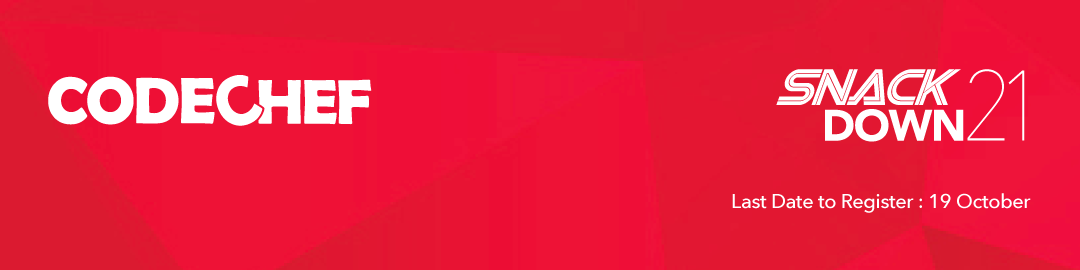 CODECHEF
SNACK
DOWN21
Last Date to Register : 19 October